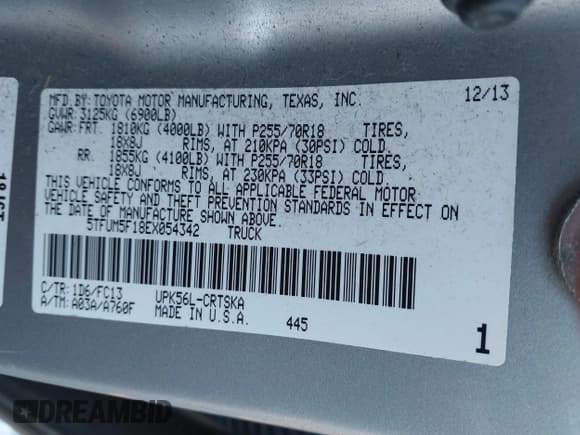 MFD. BY: TOYOTA MOTOR MANUFACTURING, TEXAS, INC. 12/13
GVWR: 3125KG (6900LB)
GAWR: FRT. 1810KG (4000LB) WITH P255/70R18 TIRES,
18X8J RIMS, AT 210KPA (30PSI) COLD.
RR. 1855KG (4100LB) WITH P255/70R18 TIRES,
18X8J RIMS, AT 230KPA (33PSI) COLD.
THIS VEHICLE CONFORMS TO ALL APPLICABLE FEDERAL MOTOR
VEHICLE SAFETY AND THEFT PREVENTION STANDARDS IN EFFECT ON
THE DATE OF MANUFACTURE SHOWN ABOVE.
5TFUM5F18EX054342 TRUCK
C/TR: 1D6/FC13 UPK56L-CRTSKA
A/TM: A03A/A760F MADE IN U.S.A. 445
1
DREAMBID